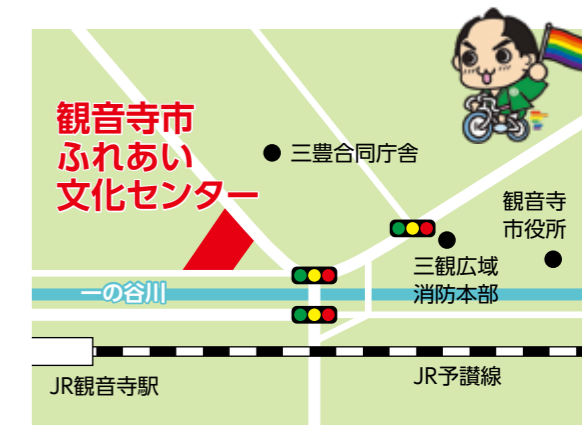 観音寺市
ふれあい
文化センター
三豊合同庁舎
観音寺
市役所
三観広域
消防本部
一の谷川
JR観音寺駅
JR予讃線